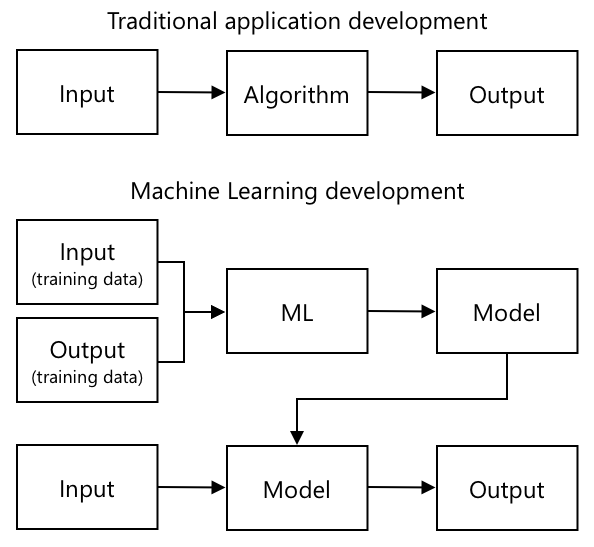 Traditional application development
Input
Algorithm
Output
Machine Learning development
Input
(training data)
Output
(training data)
ML
Model
Input
Model
Output